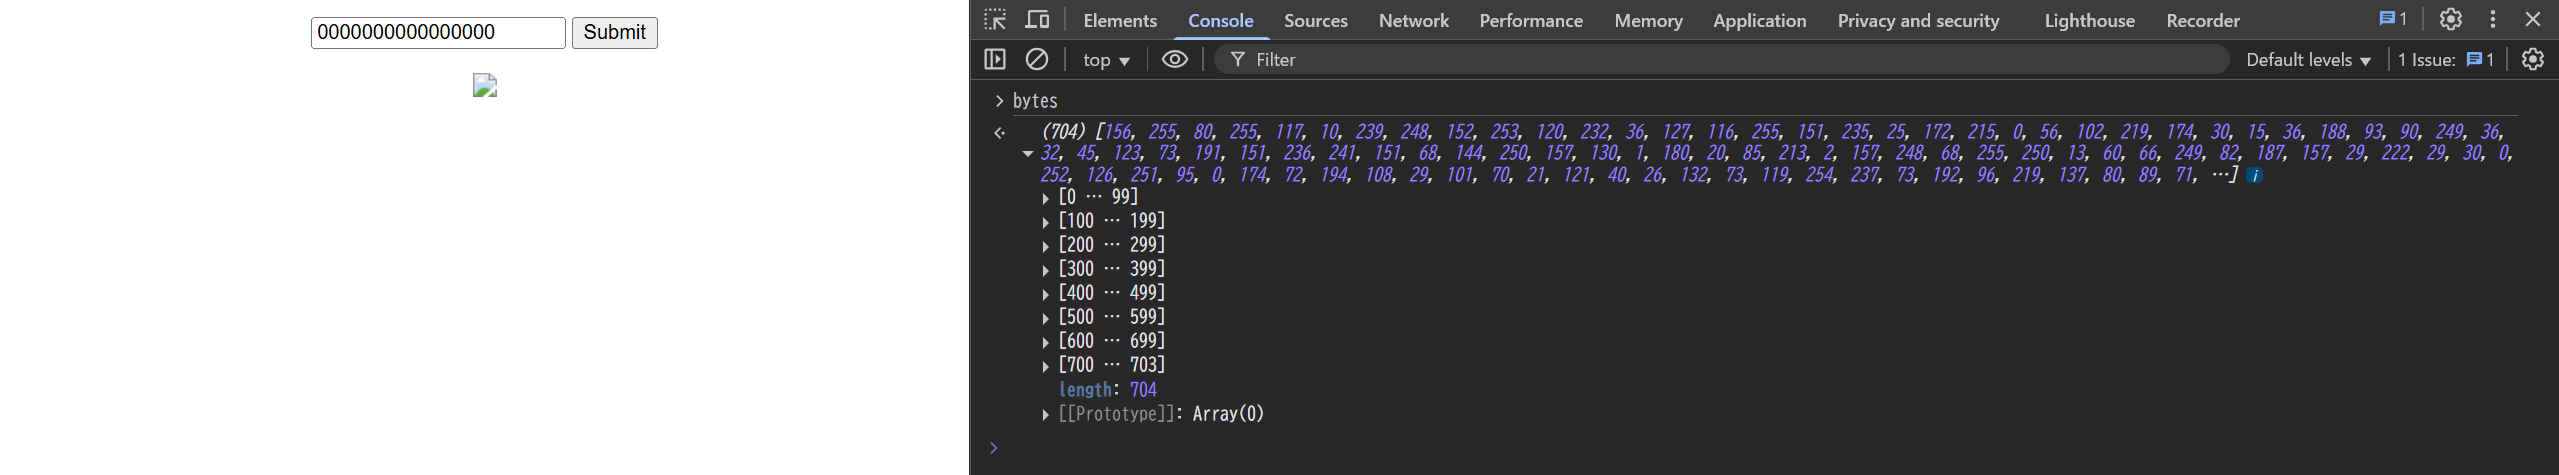 0000000000000000 Submit
Elements Console Sources Network Performance Memory Application Privacy and security Lighthouse Recorder 1
top Filter Default levels 1 Issue: 1
> bytes
(704) [156, 255, 80, 255, 117, 10, 239, 248, 152, 253, 120, 232, 36, 127, 116, 255, 151, 235, 25, 172, 215, 0, 56, 102, 219, 174, 30, 15, 36, 188, 93, 90, 249, 36,
32, 45, 123, 73, 191, 151, 236, 241, 151, 68, 144, 250, 157, 130, 1, 180, 20, 85, 213, 2, 157, 248, 68, 255, 250, 13, 60, 66, 249, 82, 187, 157, 29, 222, 29, 30, 0,
252, 126, 251, 95, 0, 174, 72, 194, 108, 29, 101, 70, 21, 121, 40, 26, 132, 73, 119, 254, 237, 73, 192, 96, 219, 137, 80, 89, 71, …] i
[0 … 99]
[100 … 199]
[200 … 299]
[300 … 399]
[400 … 499]
[500 … 599]
[600 … 699]
[700 … 703]
length: 704
[[Prototype]]: Array(0)
>